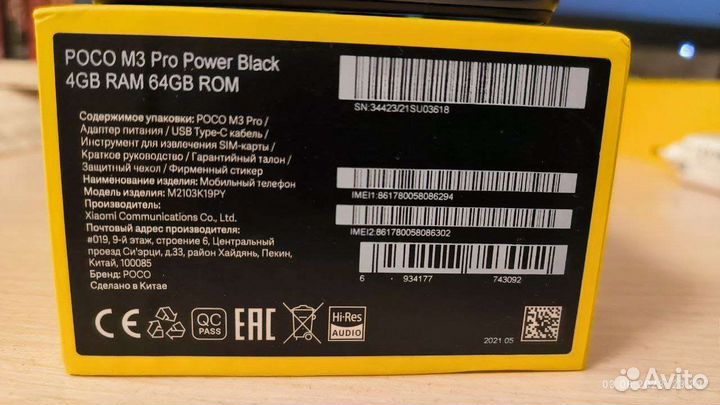 POCO M3 Pro Power Black
4GB RAM 64GB ROM
SN:34423/21SU03618
Содержимое упаковки: POCO M3 Pro /
Адаптер питания / USB Type-C кабель /
Инструмент для извлечения SIM-карты /
Краткое руководство / Гарантийный талон /
Защитный чехол / Фирменный стикер
Наименование изделия: Мобильный телефон
Модель изделия: M2103K19PY
Производитель:
Xiaomi Communications Co., Ltd.
Почтовый адрес производителя:
#019, 9-й этаж, строение 6, Центральный
проезд Си'эрци, д.33, район Хайдянь, Пекин,
Китай, 100085
Бренд: POCO
Сделано в Китае
IMEI1:861780058086294
IMEI2:861780058086302
6 934177 743092
CE
QC
PASS
EAC
Hi-Res
AUDIO
2021 05
Avito